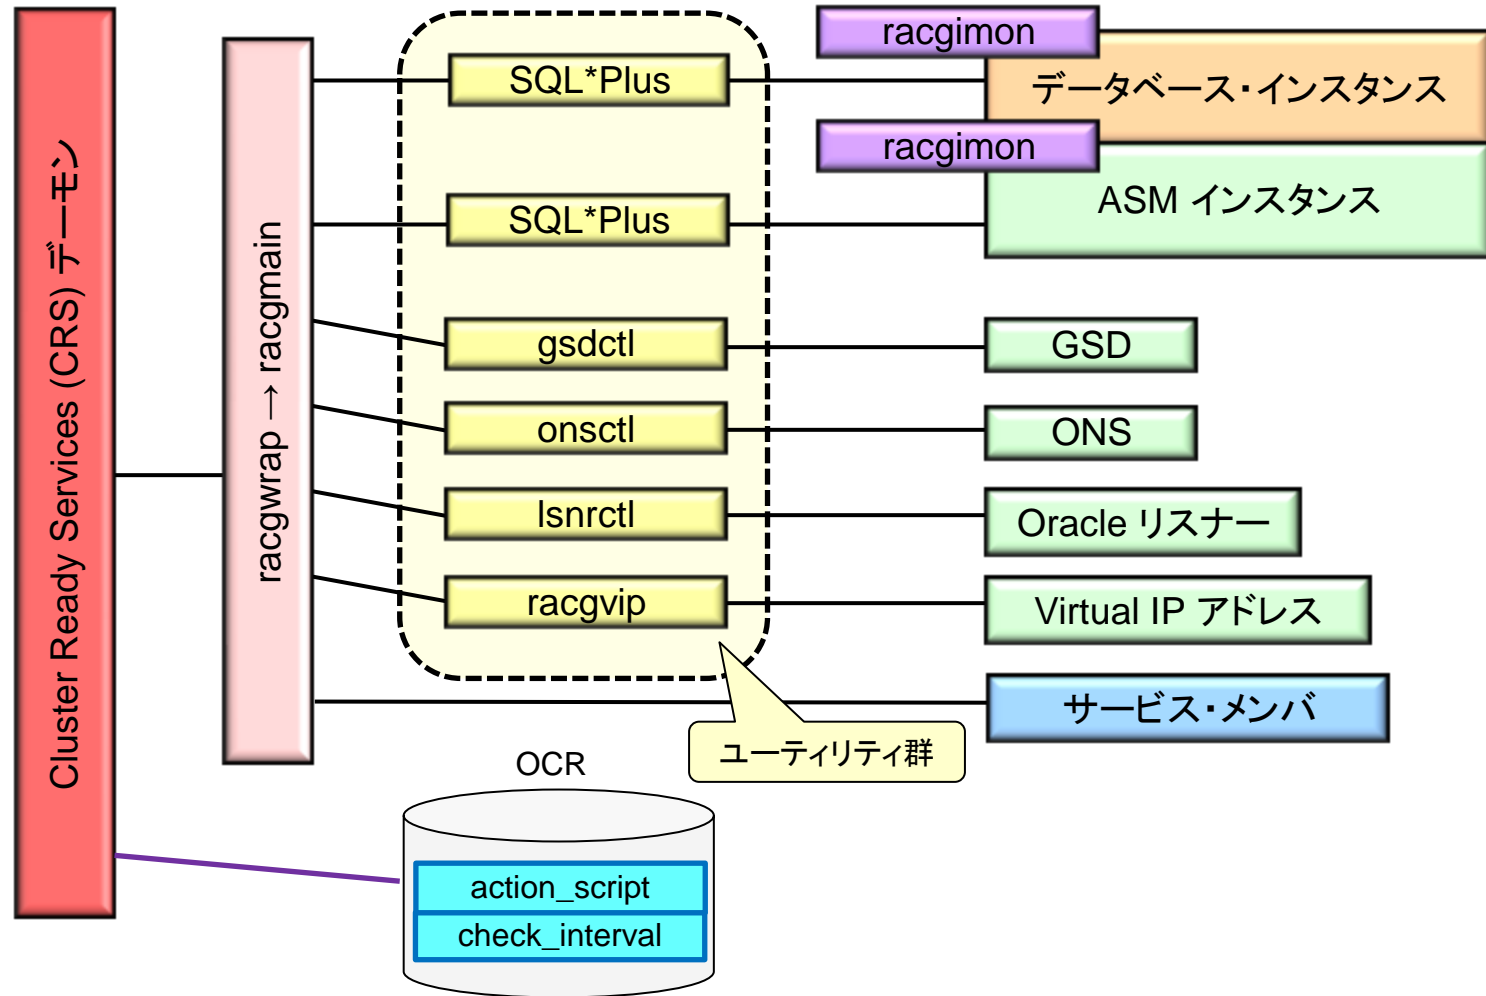 Cluster Ready Services (CRS) デーモン
racgwrap → racgmain
SQL*Plus
racgimon
データベース・インスタンス
SQL*Plus
racgimon
ASM インスタンス
gsdctl
GSD
onsctl
ONS
lsnrctl
Oracle リスナー
racgvip
Virtual IP アドレス
サービス・メンバ
ユーティリティ群
OCR
action_script
check_interval